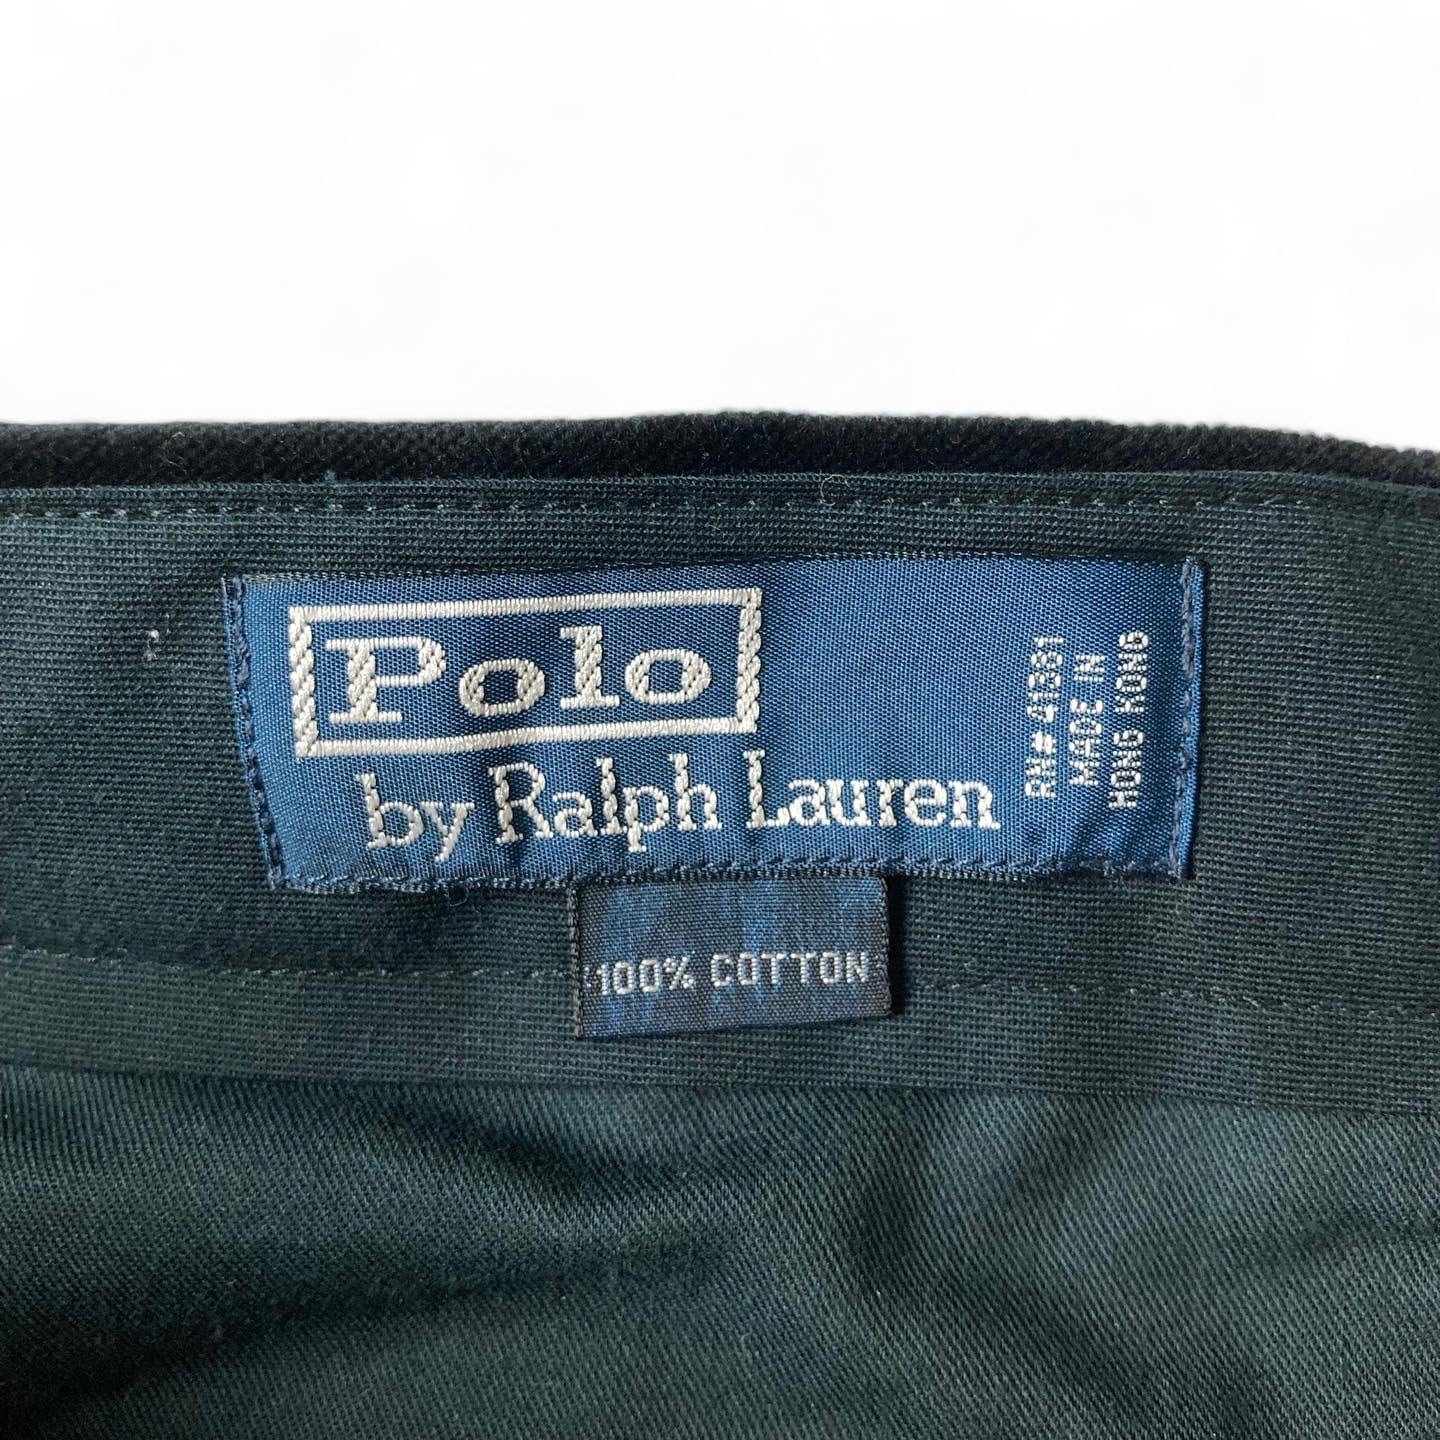 Polo
by Ralph Lauren
RN# 41381
MADE IN
HONG KONG
100% COTTON